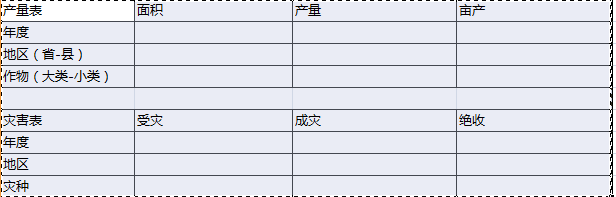 产量表 面积 产量 亩产
年度
地区（省-县）
作物（大类-小类）
灾害表 受灾 成灾 绝收
年度
地区
灾种